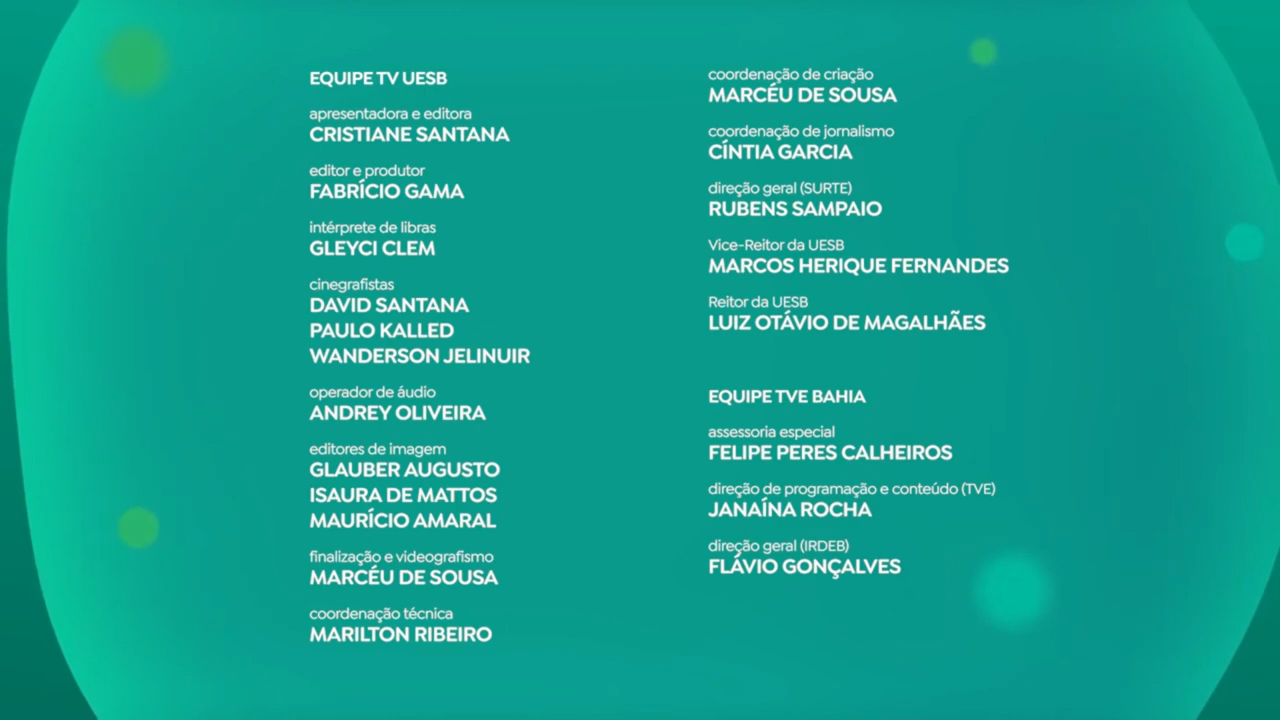 EQUIPE TV UESB
apresentadora e editora
CRISTIANE SANTANA
editor e produtor
FABRÍCIO GAMA
intérprete de libras
GLEYCI CLEM
cinegrafistas
DAVID SANTANA
PAULO KALLED
WANDERSON JELINUIR
operador de áudio
ANDREY OLIVEIRA
editores de imagem
GLAUBER AUGUSTO
ISAURA DE MATTOS
MAURÍCIO AMARAL
finalização e videografismo
MARCÉU DE SOUSA
coordenação técnica
MARILTON RIBEIRO
coordenação de criação
MARCÉU DE SOUSA
coordenação de jornalismo
CÍNTIA GARCIA
direção geral (SURTE)
RUBENS SAMPAIO
Vice-Reitor da UESB
MARCOS HERIQUE FERNANDES
Reitor da UESB
LUIZ OTÁVIO DE MAGALHÃES
EQUIPE TVE BAHIA
assessoria especial
FELIPE PERES CALHEIROS
direção de programação e conteúdo (TVE)
JANAÍNA ROCHA
direção geral (IRDEB)
FLÁVIO GONÇALVES